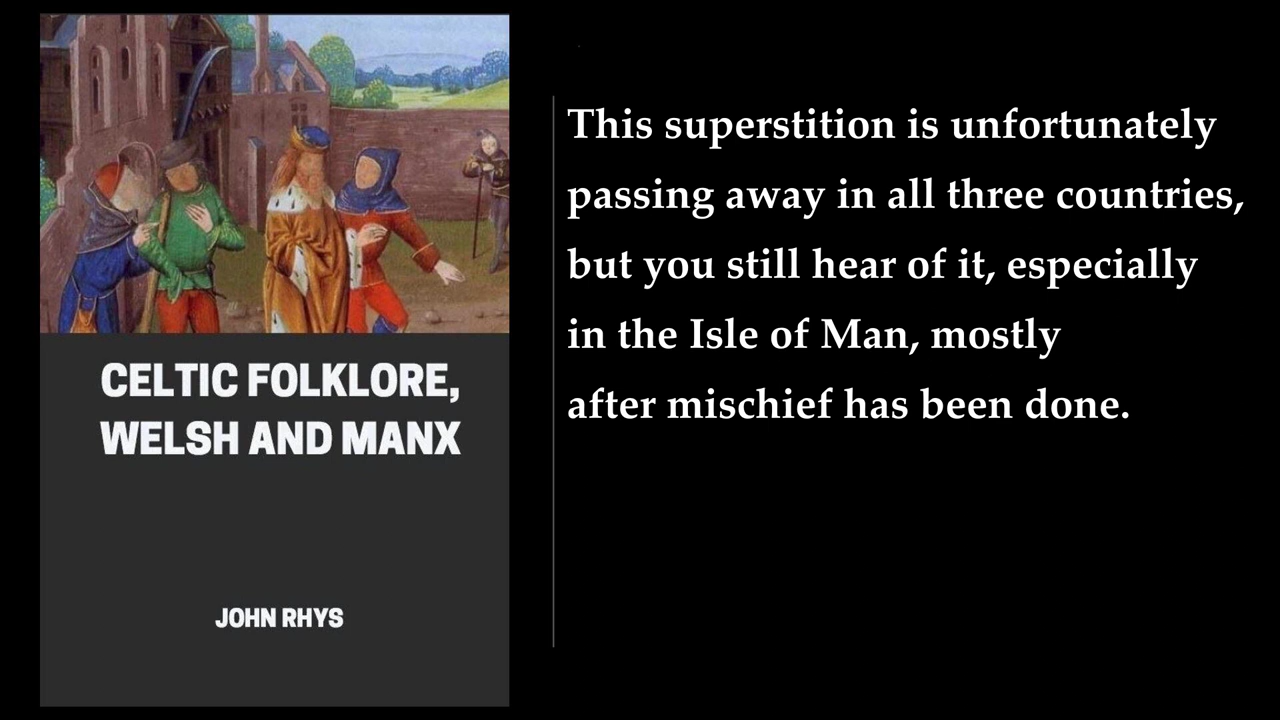 CELTIC FOLKLORE,
WELSH AND MANX
JOHN RHYS
This superstition is unfortunately
passing away in all three countries,
but you still hear of it, especially
in the Isle of Man, mostly
after mischief has been done.